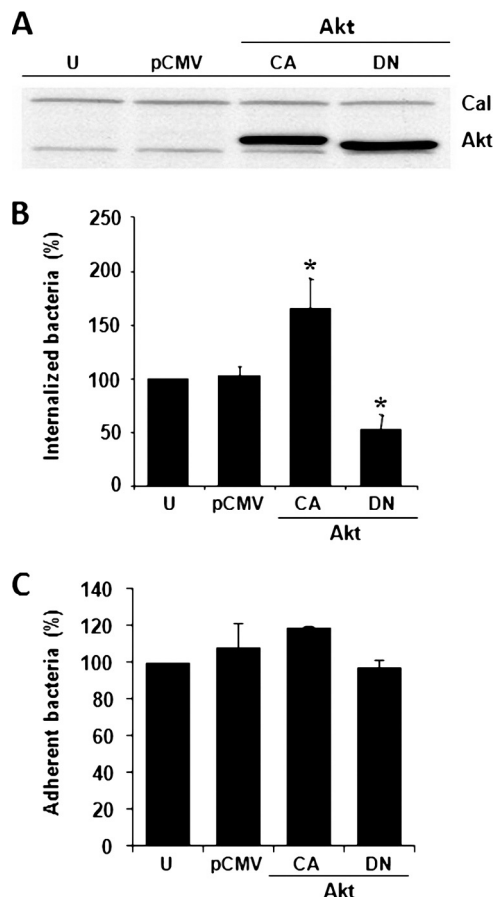 A
Akt
U pCMV CA DN
Cal
Akt
B
Internalized bacteria (%)
250
200
150
100
50
0
*
*
U pCMV CA DN
Akt
C
Adherent bacteria (%)
140
120
100
80
60
40
20
0
U pCMV CA DN
Akt